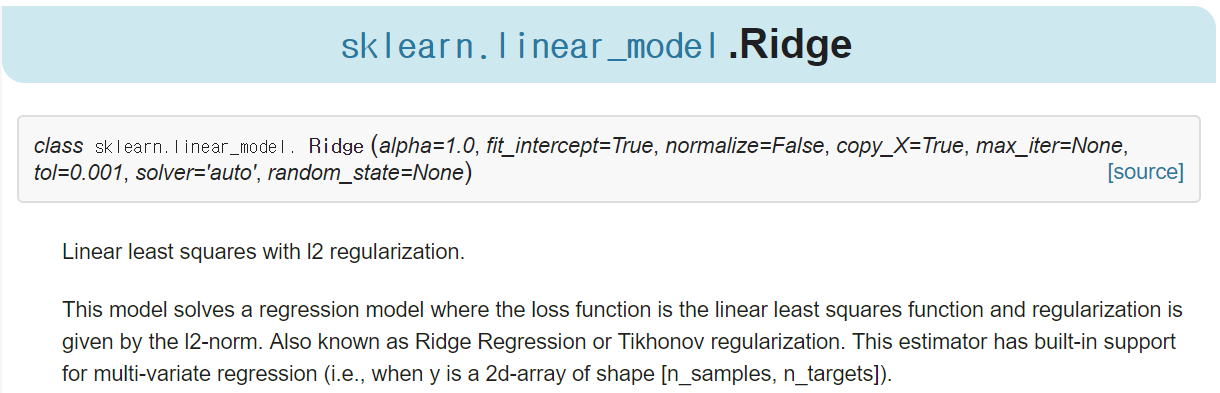 sklearn.linear_model.Ridge
class sklearn.linear_model. Ridge (alpha=1.0, fit_intercept=True, normalize=False, copy_X=True, max_iter=None,
tol=0.001, solver='auto', random_state=None) [source]
Linear least squares with l2 regularization.
This model solves a regression model where the loss function is the linear least squares function and regularization is
given by the l2-norm. Also known as Ridge Regression or Tikhonov regularization. This estimator has built-in support
for multi-variate regression (i.e., when y is a 2d-array of shape [n_samples, n_targets]).